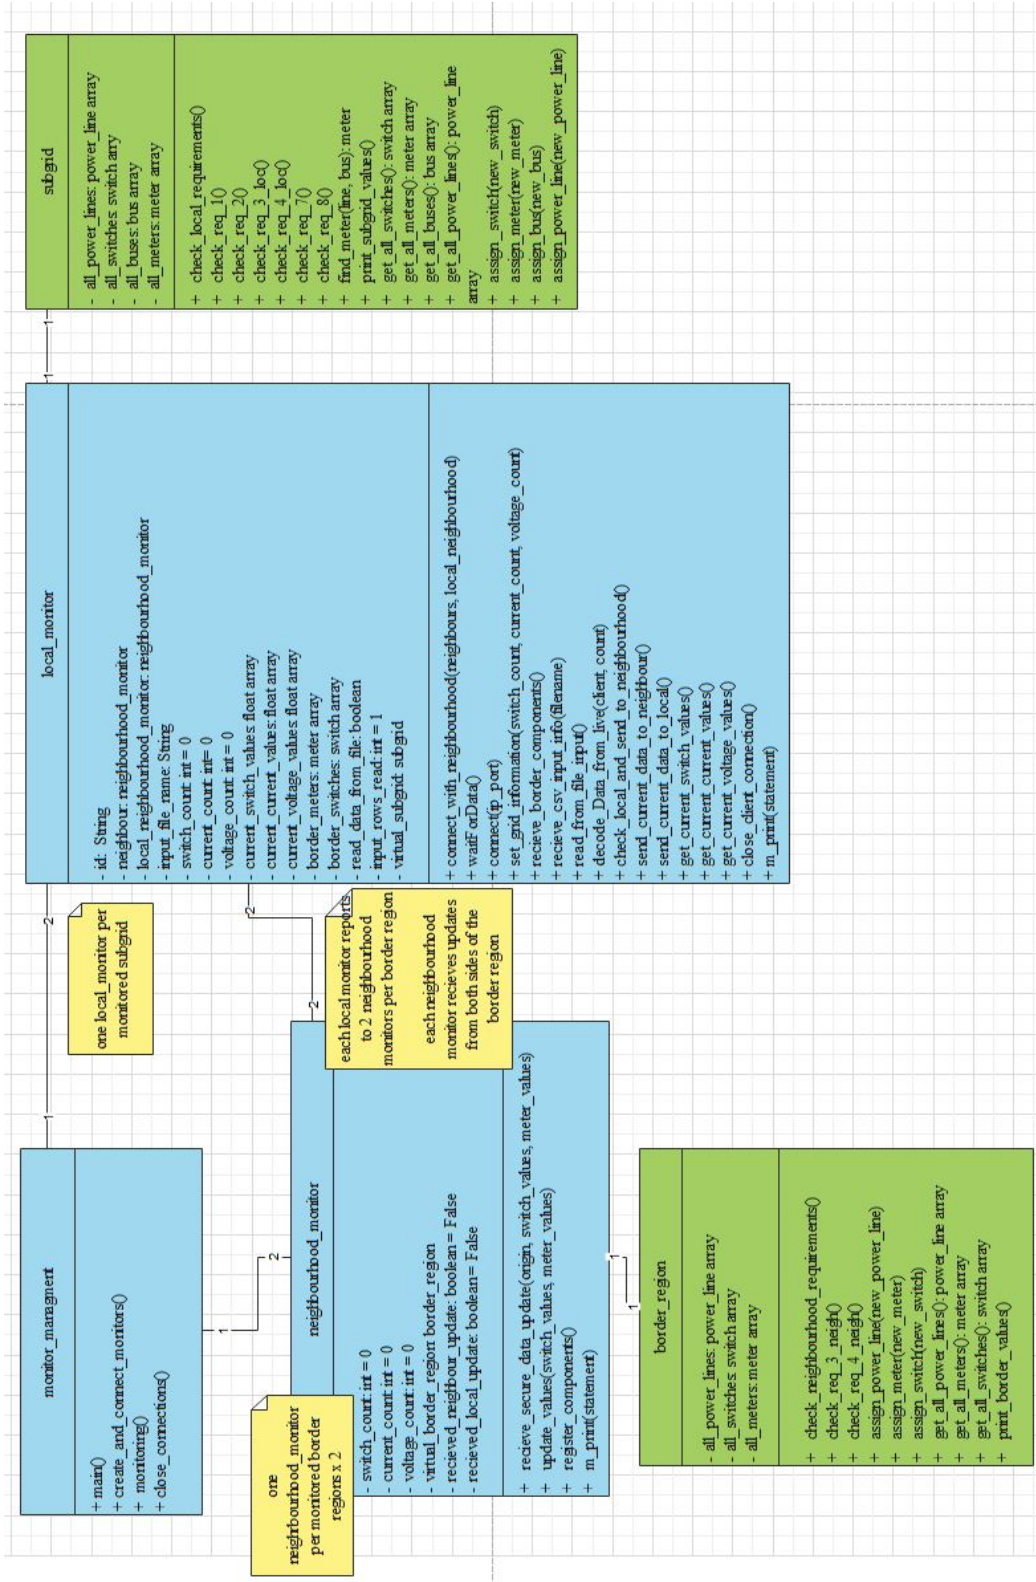 monitor_managment
+ main()
+ create_and_connect_monitors()
+ monitoring()
+ close_connections()
1
2
one local_monitor per
monitored subgrid
local_monitor
- id: String
- neighbour: neighbourhood_monitor
- local_neighbourhood_monitor: neighbourhood_monitor
- input_file_name: String
- switch_count: int = 0
- current_count: int= 0
- voltage_count: int = 0
- current_switch_values: float array
- current_current_values: float array
- current_voltage_values: float array
- border_meters: meter array
- border_switches: switch array
- read_data_from_file: boolean
- input_rows_read: int = 1
- virtual_subgrid: subgrid
+ connect_with_neighbourhood(neighbours, local_neighbourhood)
+ waitForData()
+ connect(ip_port)
+ set_grid_information(switch_count, current_count, voltage_count)
+ recieve_border_components()
+ recieve_csv_input_info(filename)
+ read_from_file_input()
+ decode_Data_from_live(client, count)
+ check_local_and_send_to_neighbourhood()
+ send_current_data_to_neighbour()
+ send_current_data_to_local()
+ get_current_switch_values()
+ get_current_current_values()
+ get_current_voltage_values()
+ close_client_connection()
+ m_print(statement)
1
1
subgrid
- all_power_lines: power_line array
- all_switches: switch arry
- all_buses: bus array
- all_meters: meter array
+ check_local_requirements()
+ check_req_1()
+ check_req_2()
+ check_req_3_loc()
+ check_req_4_loc()
+ check_req_7()
+ check_req_8()
+ find_meter(line, bus): meter
+ print_subgrid_values()
+ get_all_switches(): switch array
+ get_all_meters(): meter array
+ get_all_buses(): bus array
+ get_all_power_lines(): power_line
array
+ assign_switch(new_switch)
+ assign_meter(new_meter)
+ assign_bus(new_bus)
+ assign_power_line(new_power_line)
1
2
2
2
one
neighbourhood_monitor
per monitored border
regions x 2
each local monitor reports
to 2 neighbourhood
monitors per border region
each neighbourhood
monitor recieves updates
from both sides of the
border region
neighbourhood_monitor
- switch_count: int = 0
- current_count: int = 0
- voltage_count: int = 0
- virtual_border_region: border_region
- recieved_neighbour_update: boolean = False
- recieved_local_update: boolean = False
+ recieve_secure_data_update(origin, switch_values, meter_values)
+ update_values(switch_values, meter_values)
+ register_components()
+ m_print(statement)
1
1
border_region
- all_power_lines: power_line array
- all_switches: switch array
- all_meters: meter array
+ check_neighbourhood_requirements()
+ check_req_3_neigh()
+ check_req_4_neigh()
+ assign_power_line(new_power_line)
+ assign_meter(new_meter)
+ assign_switch(new_switch)
+ get_all_power_lines(): power_line array
+ get_all_meters(): meter array
+ get_all_switches(): switch array
+ print_border_values()